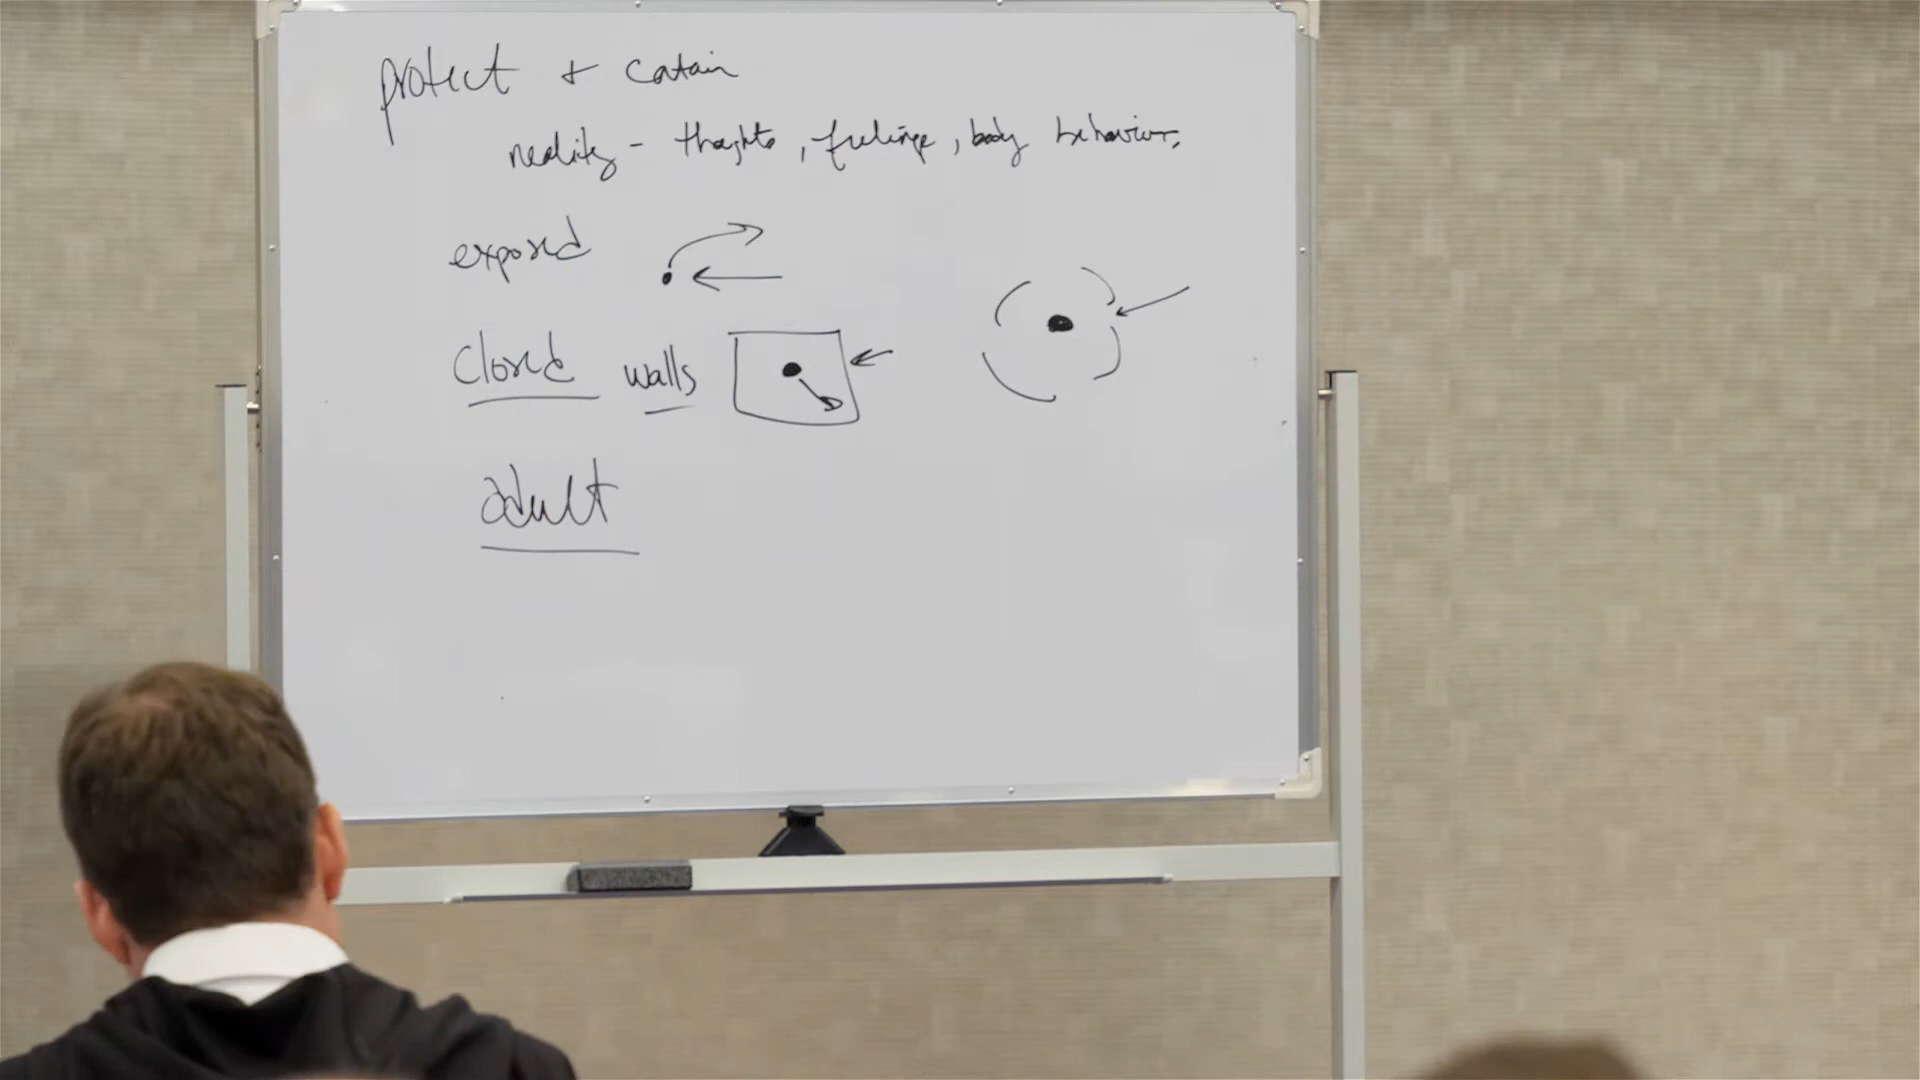 protect + contain
reality - thoughts, feelings, body behaviors
exposed
closed walls
adult